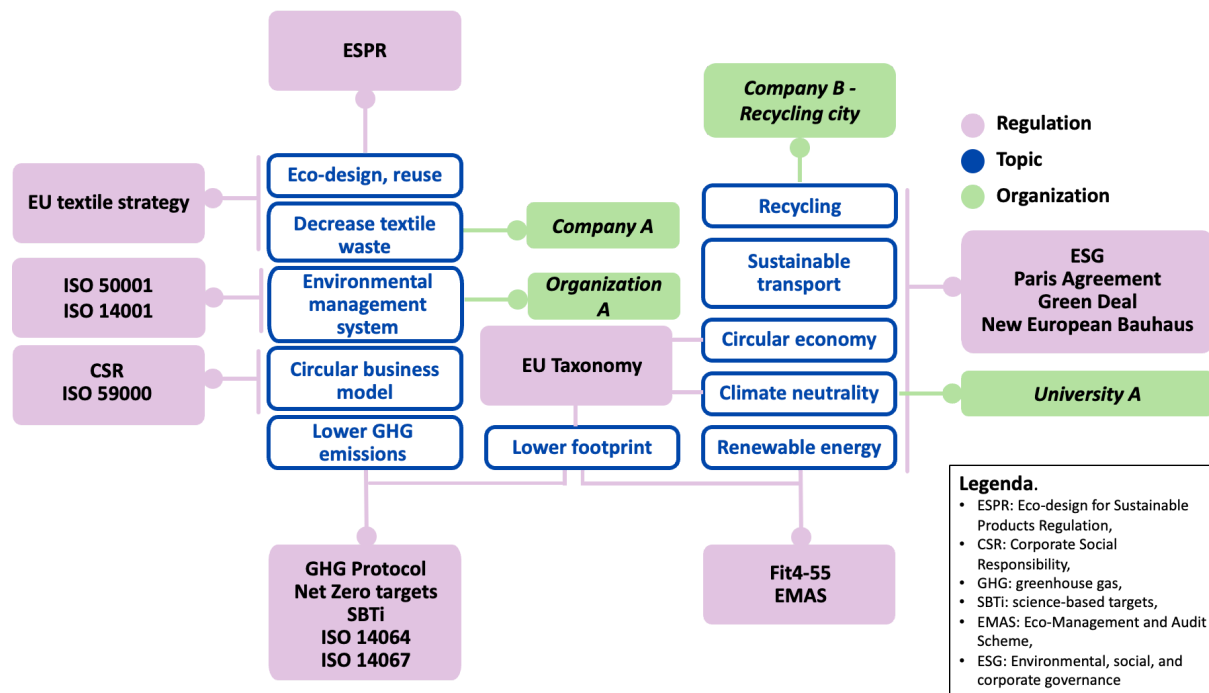 ESPR
Company B -
Recycling city
Regulation
Topic
Organization
EU textile strategy
Eco-design, reuse
Decrease textile
waste
Company A
Recycling
Sustainable
transport
ESG
Paris Agreement
Green Deal
New European Bauhaus
ISO 50001
ISO 14001
Environmental
management
system
Organization
A
EU Taxonomy
Circular economy
CSR
ISO 59000
Circular business
model
Climate neutrality
University A
Lower GHG
emissions
Lower footprint
Renewable energy
GHG Protocol
Net Zero targets
SBTi
ISO 14064
ISO 14067
Fit4-55
EMAS
Legenda.
• ESPR: Eco-design for Sustainable
Products Regulation,
• CSR: Corporate Social
Responsibility,
• GHG: greenhouse gas,
• SBTi: science-based targets,
• EMAS: Eco-Management and Audit
Scheme,
• ESG: Environmental, social, and
corporate governance